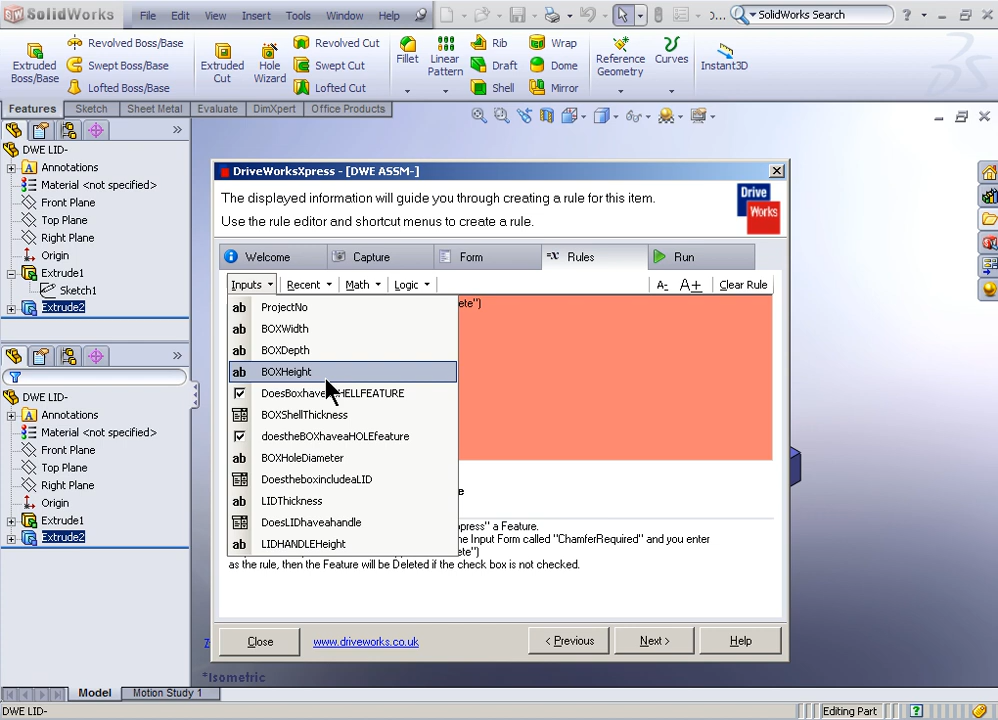 SolidWorks File Edit View Insert Tools Window Help ... SolidWorks Search ?
Extruded Boss/Base
Revolved Boss/Base
Swept Boss/Base
Lofted Boss/Base
Extruded Cut
Hole Wizard
Revolved Cut
Swept Cut
Lofted Cut
Fillet
Linear Pattern
Rib
Draft
Shell
Wrap
Dome
Mirror
Reference Geometry
Curves
Instant3D
Features Sketch Sheet Metal Evaluate DimXpert Office Products
DWE LID-
Annotations
Material <not specified>
Front Plane
Top Plane
Right Plane
Origin
Extrude1
Sketch1
Extrude2
DWE LID-
Annotations
Material <not specified>
Front Plane
Top Plane
Right Plane
Origin
Extrude1
Extrude2
DriveWorksXpress - [DWE ASSM-]
The displayed information will guide you through creating a rule for this item.
Use the rule editor and shortcut menus to create a rule.
Drive
Works
Welcome Capture Form Rules Run
Inputs Recent Math Logic A- A+ Clear Rule
ete")
ab ProjectNo
ab BOXWidth
ab BOXDepth
ab BOXHeight
BOXShellThickness
doestheBOXhaveaHOLEfeature
ab BOXHoleDiameter
DoestheboxincludeaLID
ab LIDThickness
DoesLIDhaveahandle
ab LIDHANDLEHeight
e
xpress" a Feature.
he Input Form called "ChamferRequired" and you enter
ete")
as the rule, then the Feature will be Deleted if the check box is not checked.
Close www.driveworks.co.uk < Previous Next > Help
*Isometric
Model Motion Study 1
DWE LID- Editing Part ?